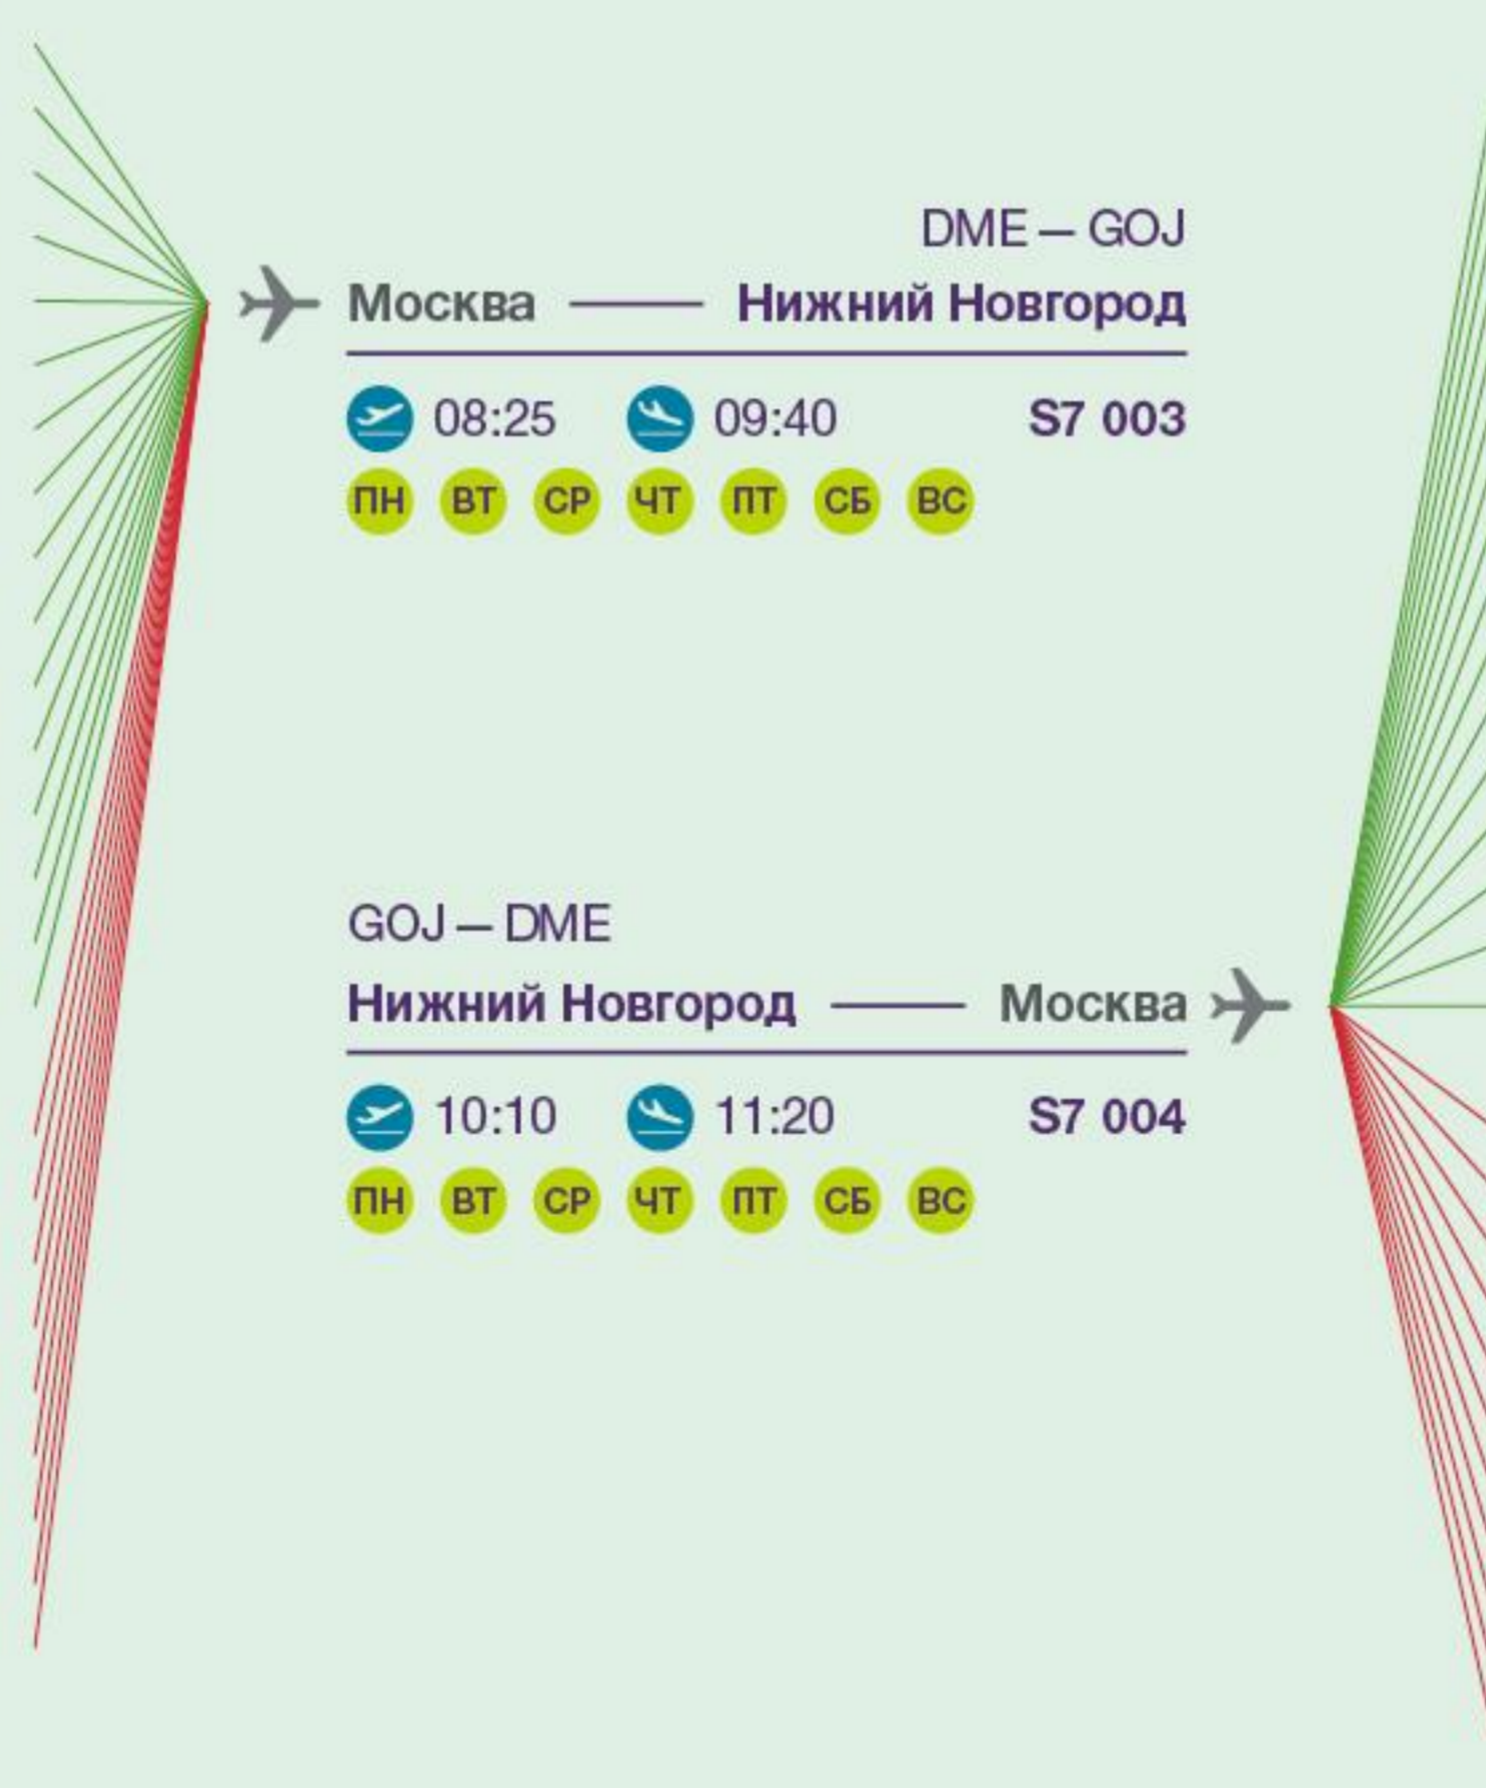 DME — GOJ
Москва — Нижний Новгород
08:25 09:40 S7 003
ПН ВТ СР ЧТ ПТ СБ ВС
GOJ — DME
Нижний Новгород — Москва
10:10 11:20 S7 004
ПН ВТ СР ЧТ ПТ СБ ВС